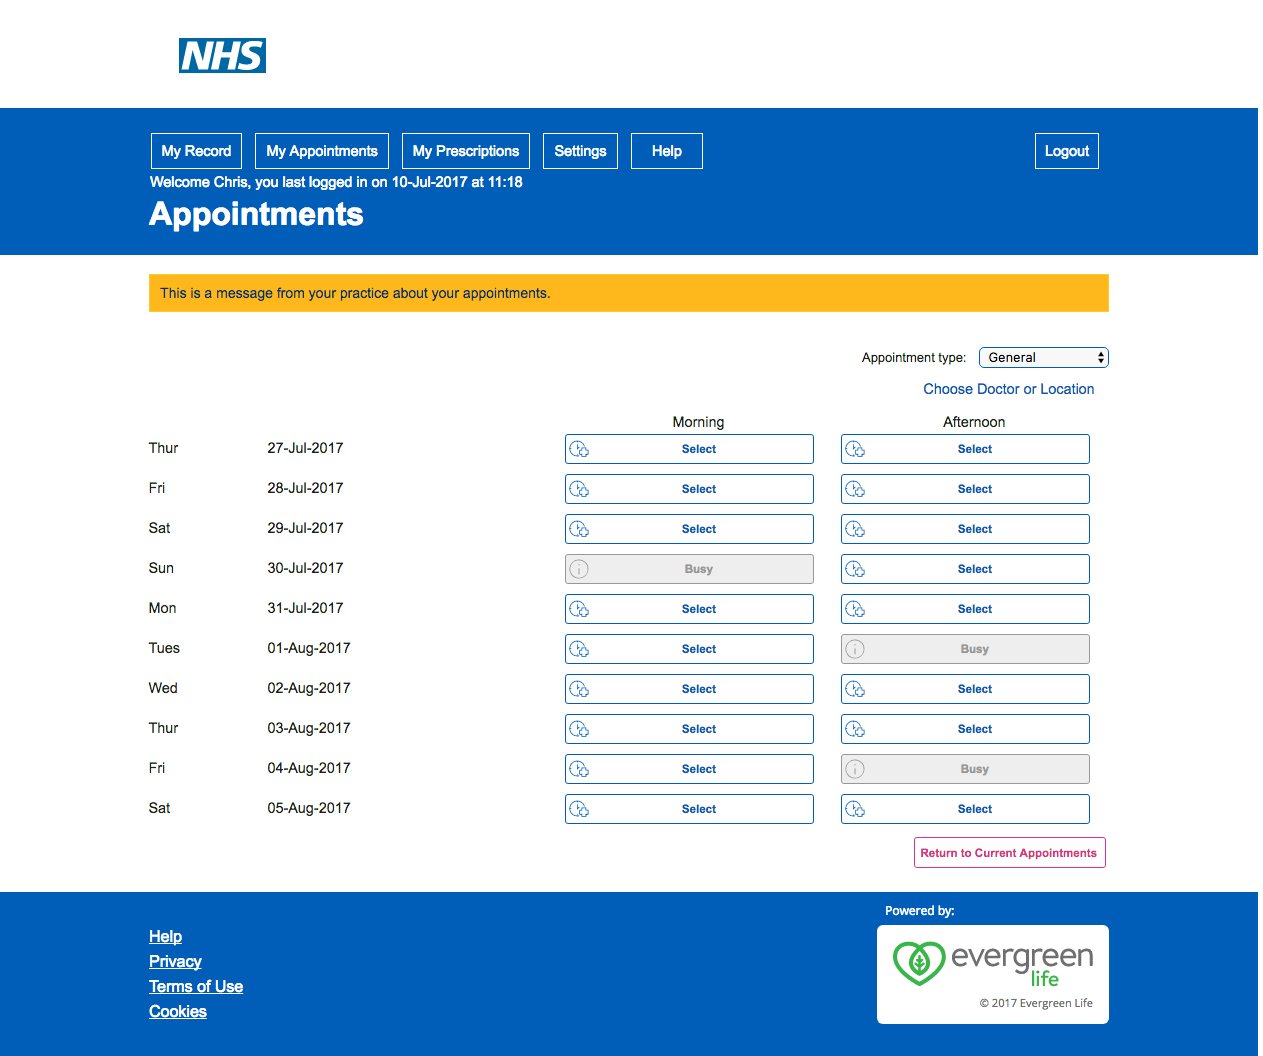 NHS
My Record My Appointments My Prescriptions Settings Help Logout
Welcome Chris, you last logged in on 10-Jul-2017 at 11:18
Appointments
This is a message from your practice about your appointments.
Appointment type: General
Choose Doctor or Location
Morning Afternoon
Thur 27-Jul-2017 Select Select
Fri 28-Jul-2017 Select Select
Sat 29-Jul-2017 Select Select
Sun 30-Jul-2017 Busy Select
Mon 31-Jul-2017 Select Select
Tues 01-Aug-2017 Select Busy
Wed 02-Aug-2017 Select Select
Thur 03-Aug-2017 Select Select
Fri 04-Aug-2017 Select Busy
Sat 05-Aug-2017 Select Select
Return to Current Appointments
Help
Privacy
Terms of Use
Cookies
Powered by:
evergreen
life
© 2017 Evergreen Life